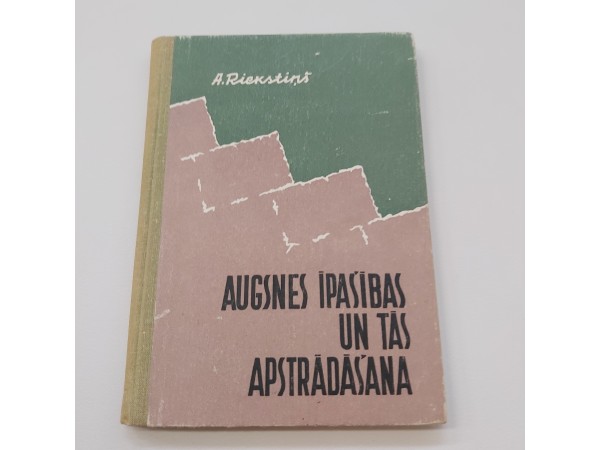 A. Riekstiņš
AUGSNES ĪPAŠĪBAS
UN TĀS
APSTRĀDĀŠANA